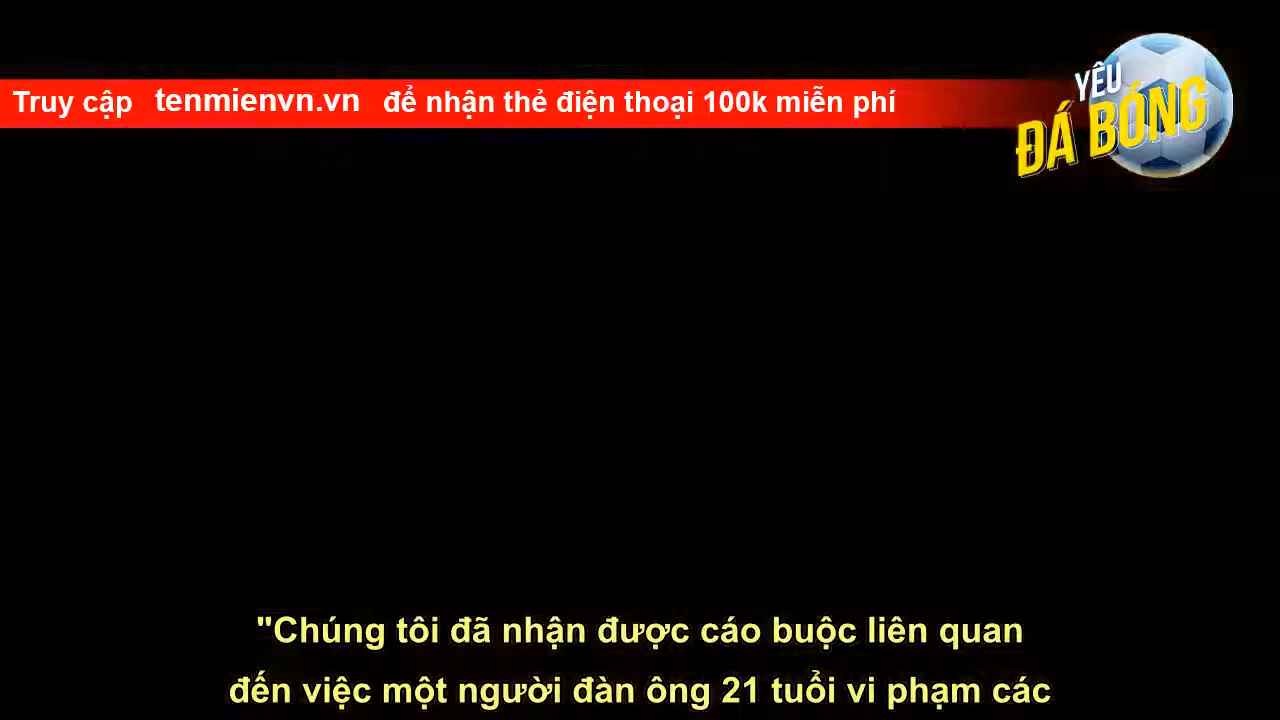 YÊU
Truy cập tenmienvn.vn để nhận thẻ điện thoại 100k miễn phí
ĐÁ BÓNG
"Chúng tôi đã nhận được cáo buộc liên quan
đến việc một người đàn ông 21 tuổi vi phạm các